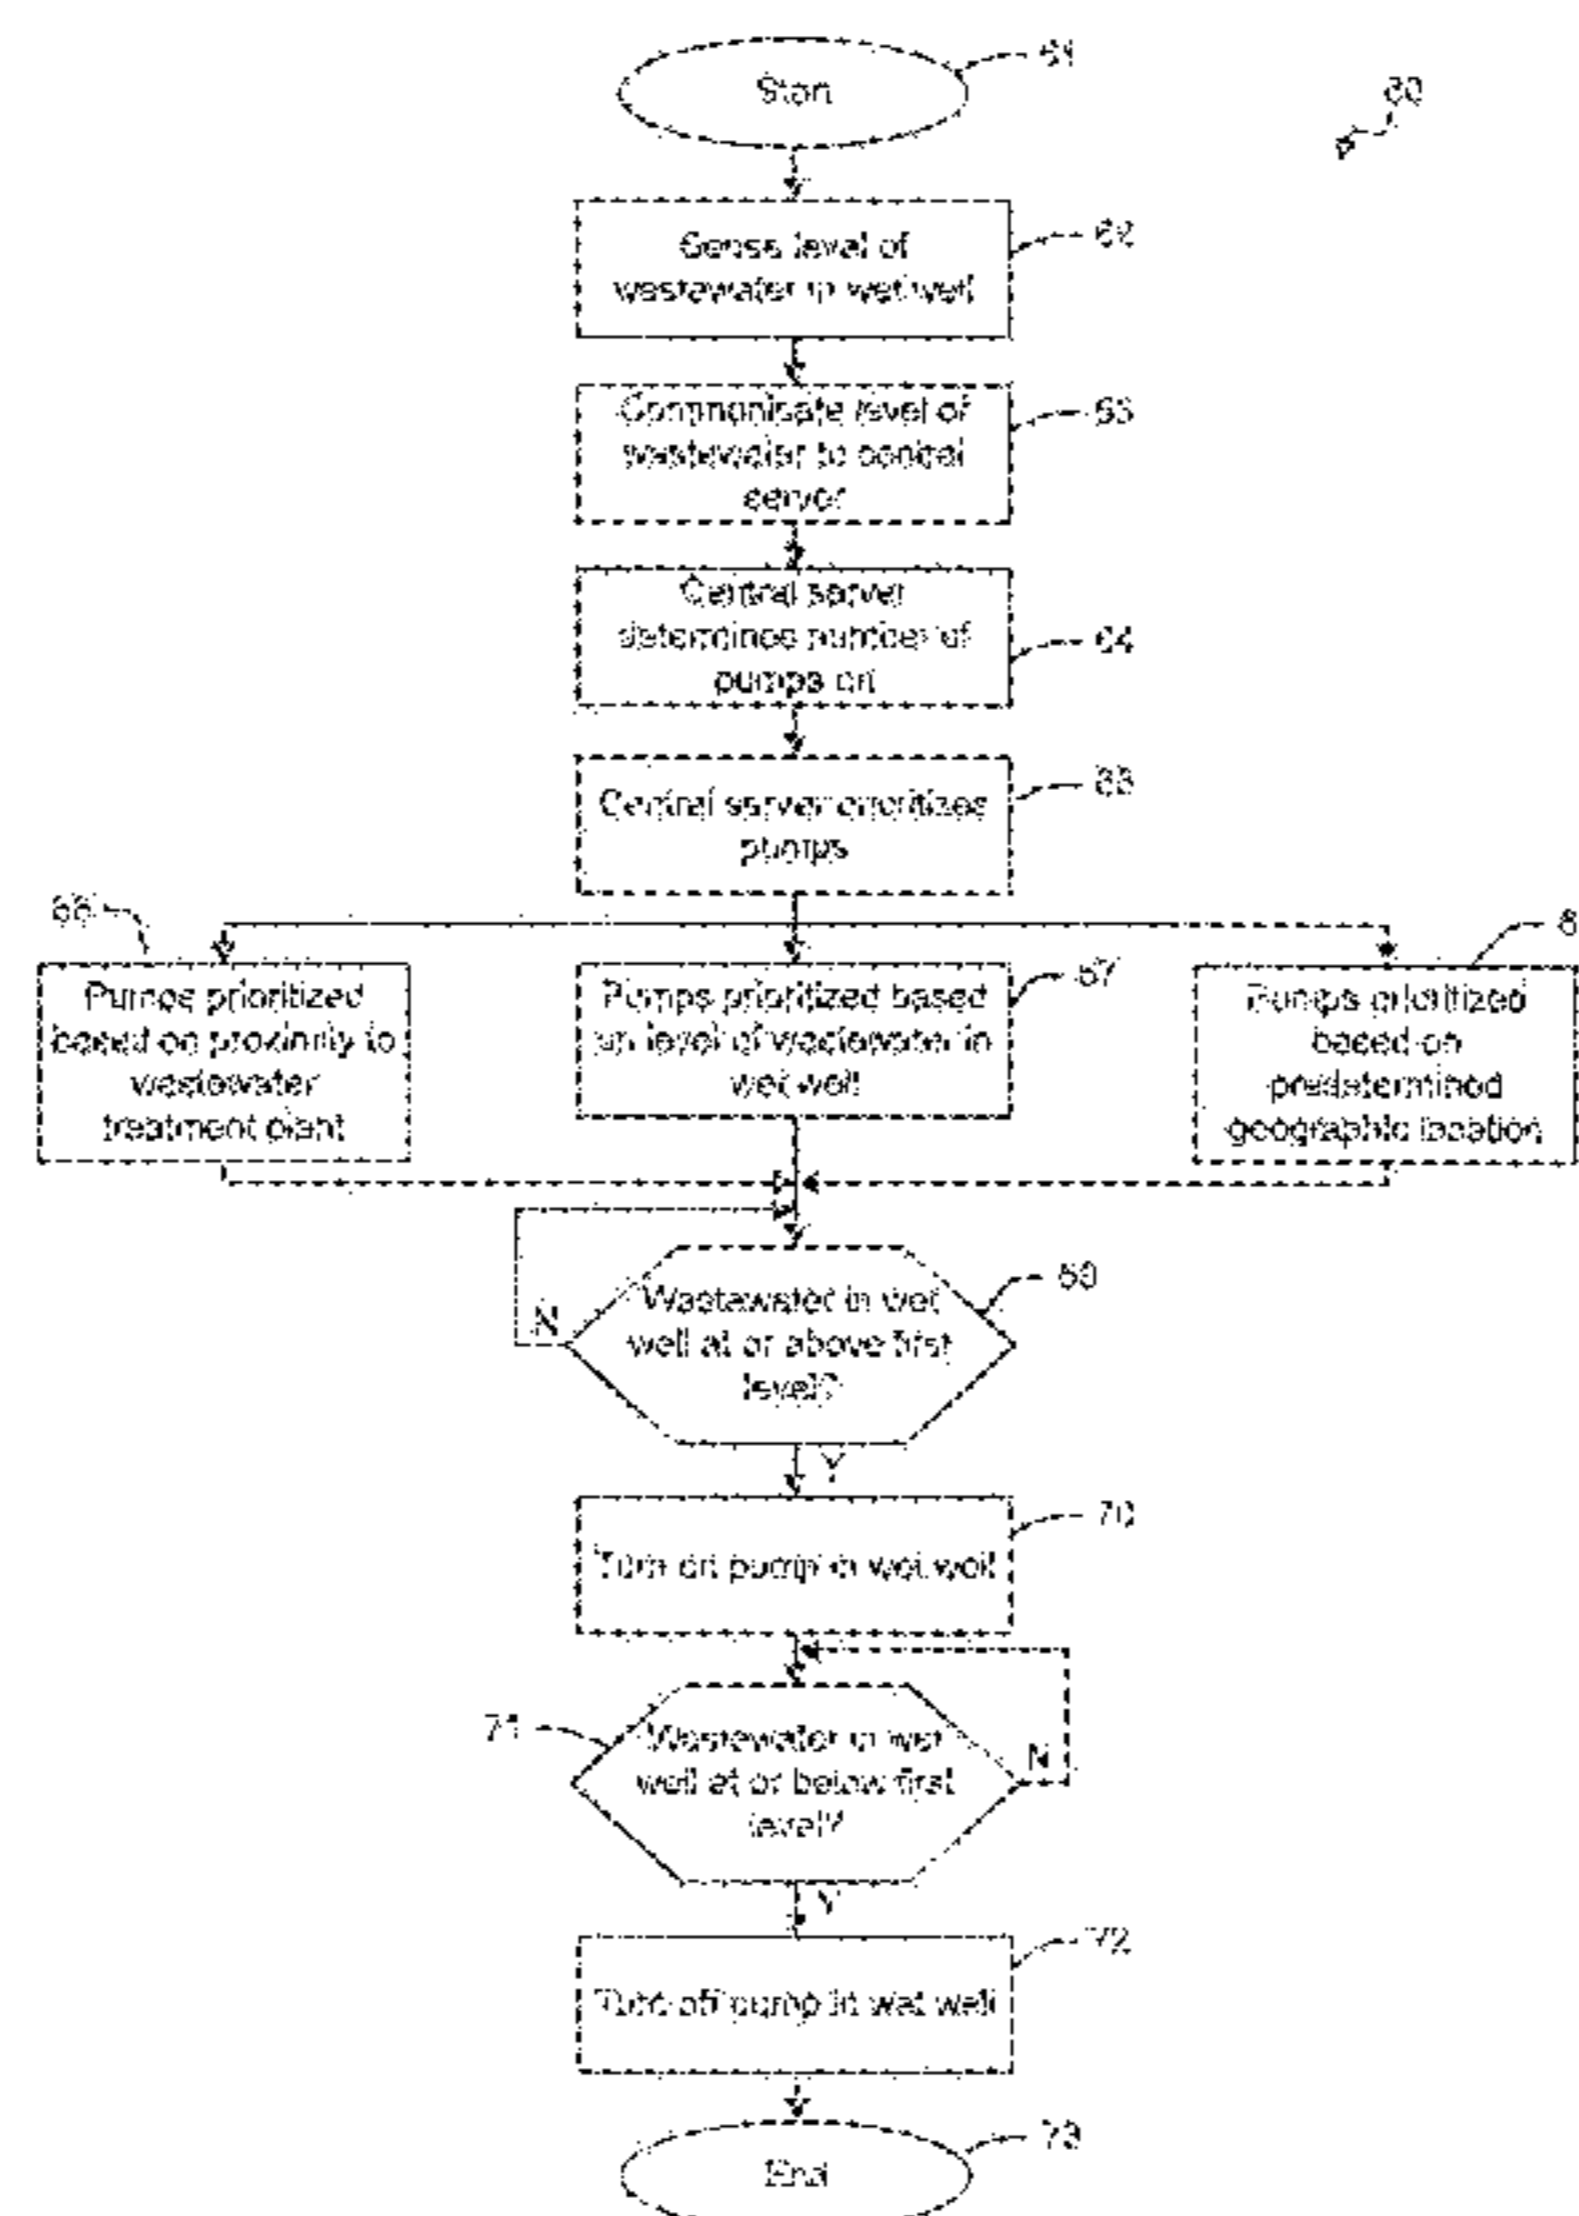 Start
61
60
Sense level of
wastewater in wet well
62
Communicate level of
wastewater to central
server
63
Central server
determines number of
pumps on
64
Central server prioritizes
pumps
65
66
Pumps prioritized
based on proximity to
wastewater
treatment plant
Pumps prioritized based
on level of wastewater in
wet well
67
6
Pumps prioritized
based on
predetermined
geographic location
Wastewater in wet
well at or above first
level?
69
N
Y
Turn on pump in wet well
70
71
Wastewater in wet
well at or below first
level?
N
Y
Turn off pump in wet well
72
End
73